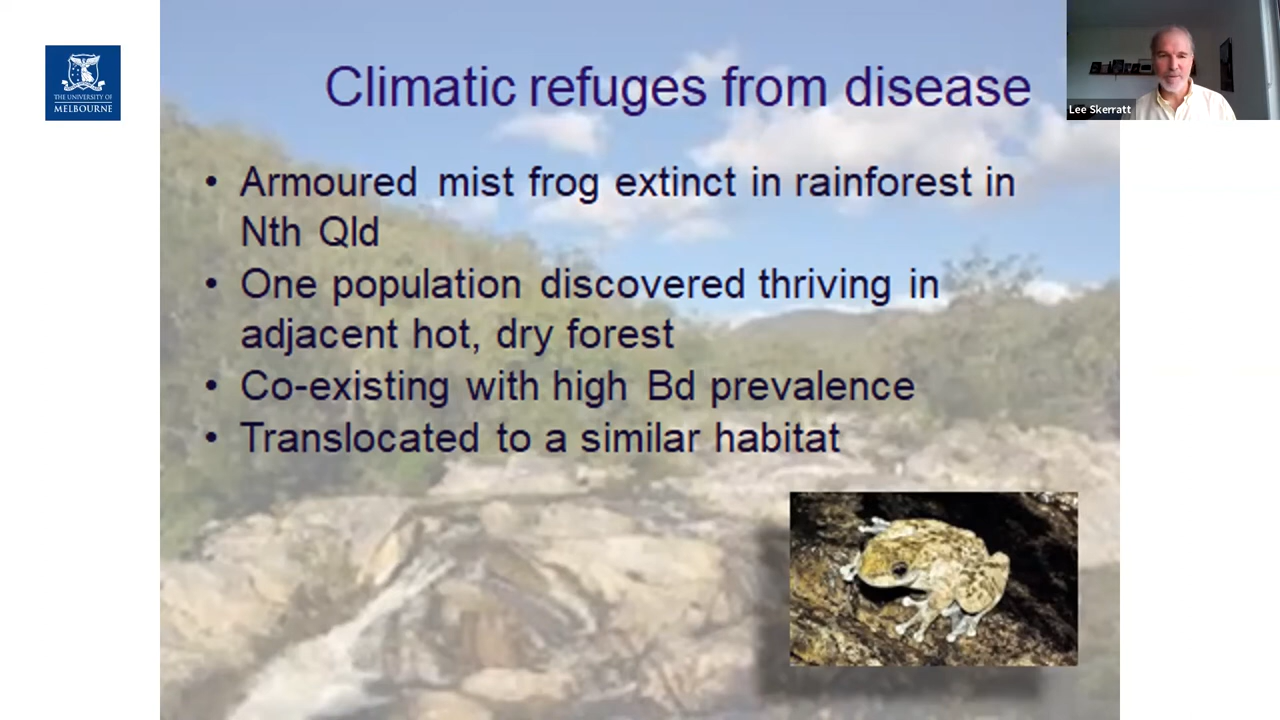 THE UNIVERSITY OF
MELBOURNE
Climatic refuges from disease
Lee Skerratt
• Armoured mist frog extinct in rainforest in
Nth Qld
• One population discovered thriving in
adjacent hot, dry forest
• Co-existing with high Bd prevalence
• Translocated to a similar habitat